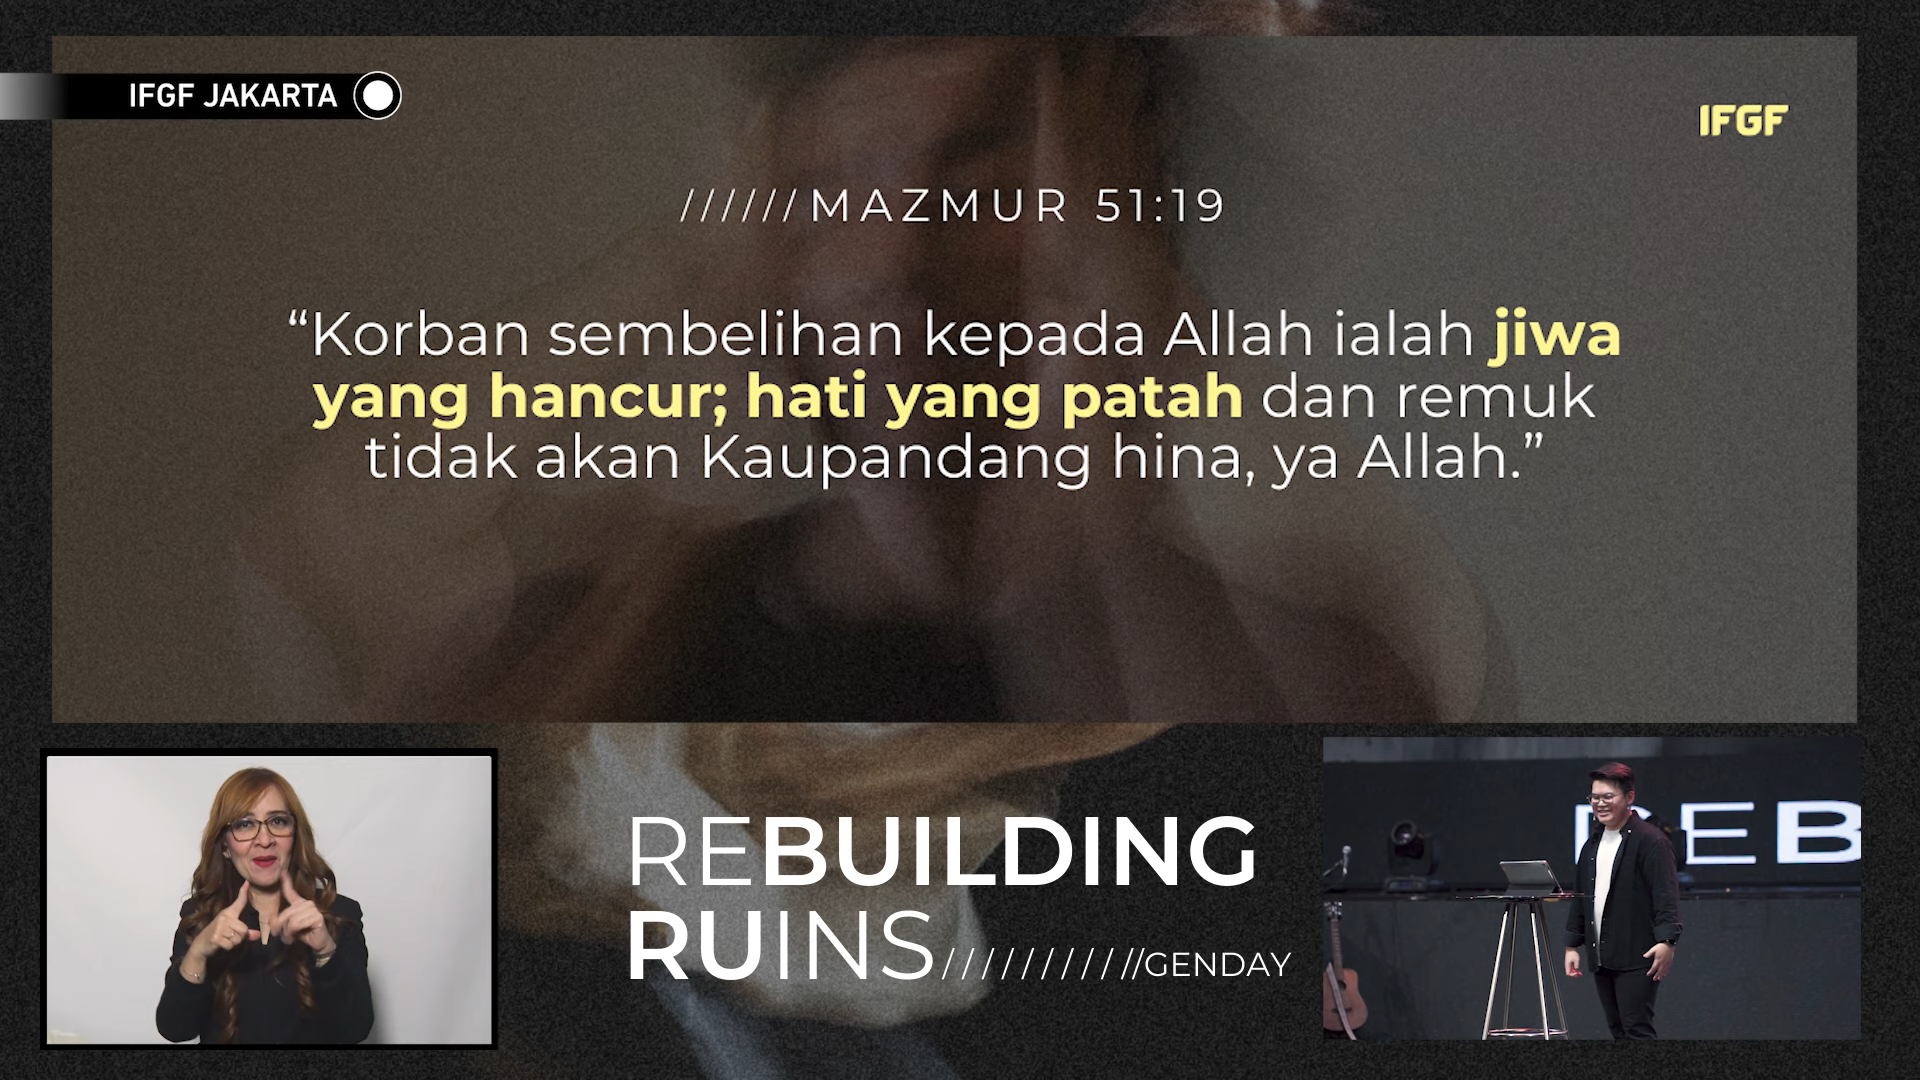 IFGF JAKARTA
IFGF
//////MAZMUR 51:19
“Korban sembelihan kepada Allah ialah jiwa
yang hancur; hati yang patah dan remuk
tidak akan Kaupandang hina, ya Allah.”
REBUILDING
RUINS///////////GENDAY
EB